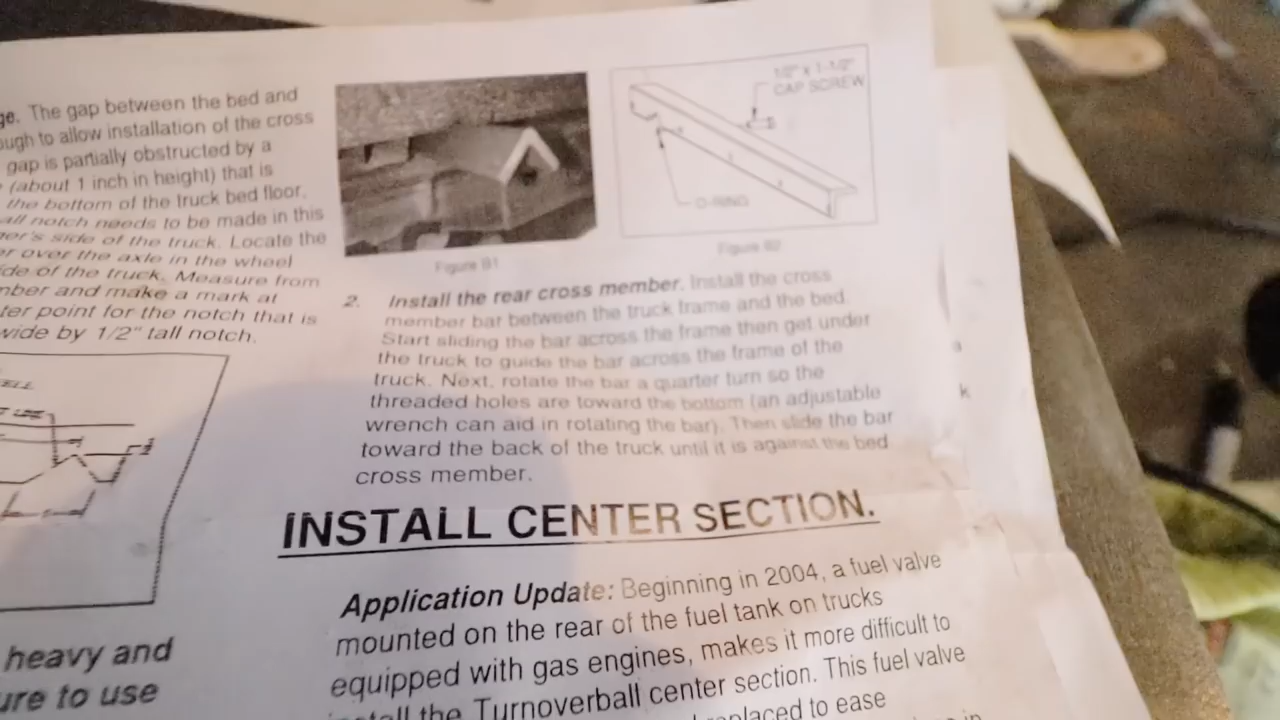 ge. The gap between the bed and
ough to allow installation of the cross
gap is partially obstructed by a
(about 1 inch in height) that is
the bottom of the truck bed floor.
all notch needs to be made in this
ger's side of the truck. Locate the
er over the axle in the wheel
ide of the truck. Measure from
mber and make a mark at
ter point for the notch that is
wide by 1/2" tall notch.
heavy and
ure to use
Figure B1
1/2" x 1-1/2"
CAP SCREW
O-RING
Figure B2
2. Install the rear cross member. Install the cross
member bar between the truck frame and the bed.
Start sliding the bar across the frame then get under
the truck to guide the bar across the frame of the
truck. Next, rotate the bar a quarter turn so the
threaded holes are toward the bottom (an adjustable
wrench can aid in rotating the bar). Then slide the bar
toward the back of the truck until it is against the bed
cross member.
INSTALL CENTER SECTION.
Application Update: Beginning in 2004, a fuel valve
mounted on the rear of the fuel tank on trucks
equipped with gas engines, makes it more difficult to
the Turnoverball center section. This fuel valve
to ease
a
k